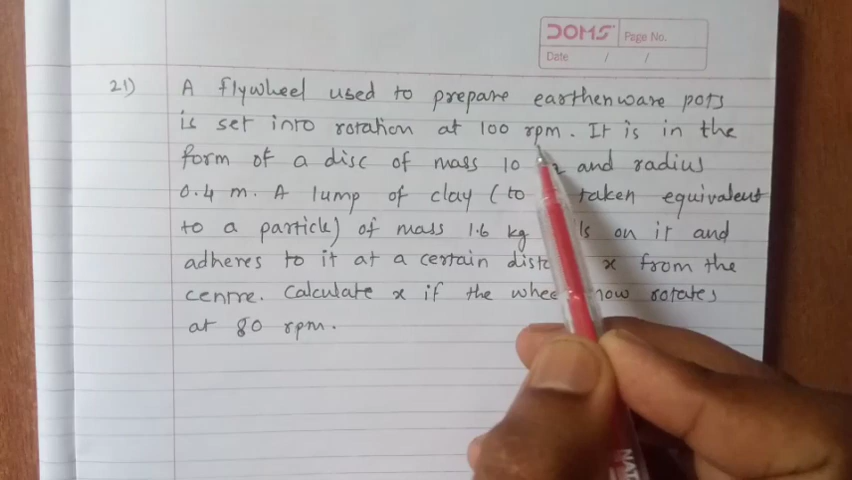 DOMS Page No.
Date / /
21) A flywheel used to prepare earthenware pots
is set into rotation at 100 rpm. It is in the
form of a disc of mass 10 and radius
0.4 m. A lump of clay (to taken equivalent
to a particle) of mass 1.6 kg on it and
adheres to it at a certain x from the
centre. Calculate x if the now rotates
at 80 rpm.
NAT